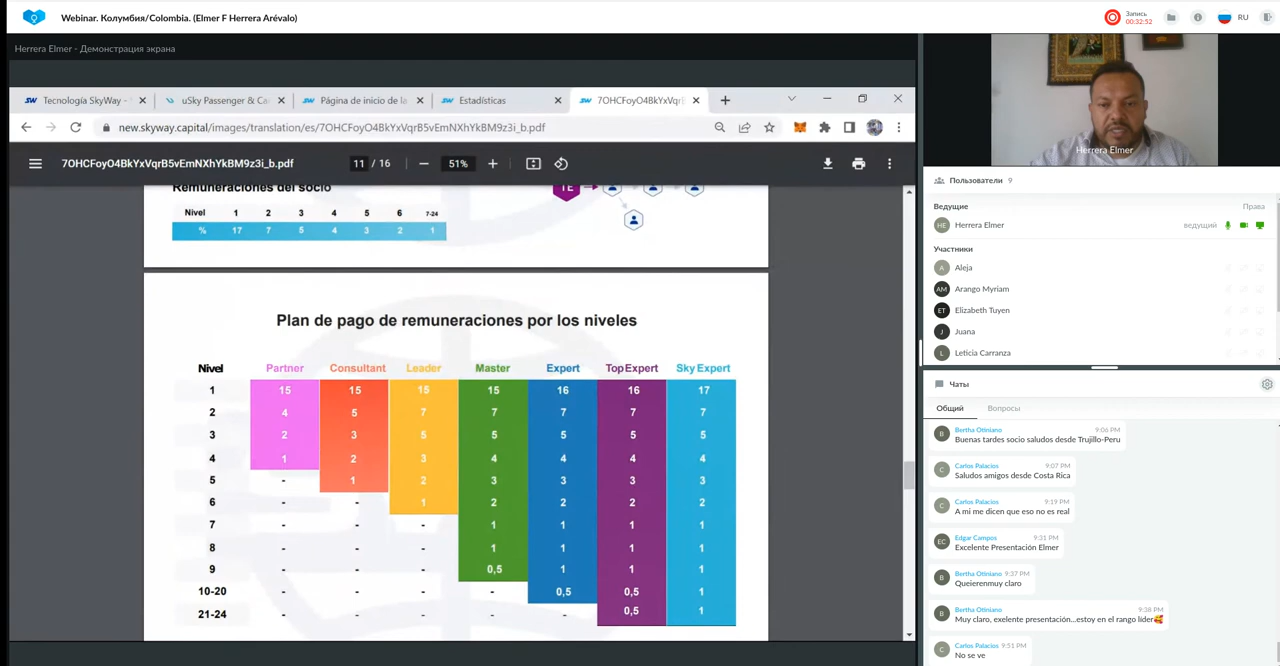 Webinar. Колумбия/Colombia. (Elmer F Herrera Arévalo)
Запись
00:32:52
RU
Herrera Elmer - Демонстрация экрана
Tecnología SkyWay -
uSky Passenger & Ca
Página de inicio de la
Estadísticas
7OHCFoyO4BkYxVqrB
new.skyway.capital/images/translation/es/7OHCFoyO4BkYxVqrB5vEmNXhYkBM9z3i_b.pdf
7OHCFoyO4BkYxVqrB5vEmNXhYkBM9z3i_b.pdf
11 / 16
51%
Remuneraciones del socio
TE
Nivel 1 2 3 4 5 6 7-24
% 17 7 5 4 3 2 1
Plan de pago de remuneraciones por los niveles
Nivel Partner Consultant Leader Master Expert Top Expert Sky Expert
1 15 15 15 15 16 16 17
2 4 5 7 7 7 7 7
3 2 3 5 5 5 5 5
4 1 2 3 4 4 4 4
5 - 1 2 3 3 3 3
6 - - 1 2 2 2 2
7 - - - 1 1 1 1
8 - - - 1 1 1 1
9 - - - 0,5 1 1 1
10-20 - - - - 0,5 0,5 1
21-24 - - - - - 0,5 1
Herrera Elmer
Пользователи 9
Ведущие Права
HE Herrera Elmer ведущий
Участники
A Aleja
AM Arango Myriam
ET Elizabeth Tuyen
J Juana
L Leticia Carranza
Чаты
Общий Вопросы
B Bertha Otiniano 9:06 PM
Buenas tardes socio saludos desde Trujillo-Peru
C Carlos Palacios 9:07 PM
Saludos amigos desde Costa Rica
C Carlos Palacios 9:19 PM
A mi me dicen que eso no es real
EC Edgar Campos 9:31 PM
Excelente Presentación Elmer
B Bertha Otiniano 9:37 PM
Queierenmuy claro
B Bertha Otiniano 9:38 PM
Muy claro, exelente presentación...estoy en el rango líder🥰
C Carlos Palacios 9:51 PM
No se ve